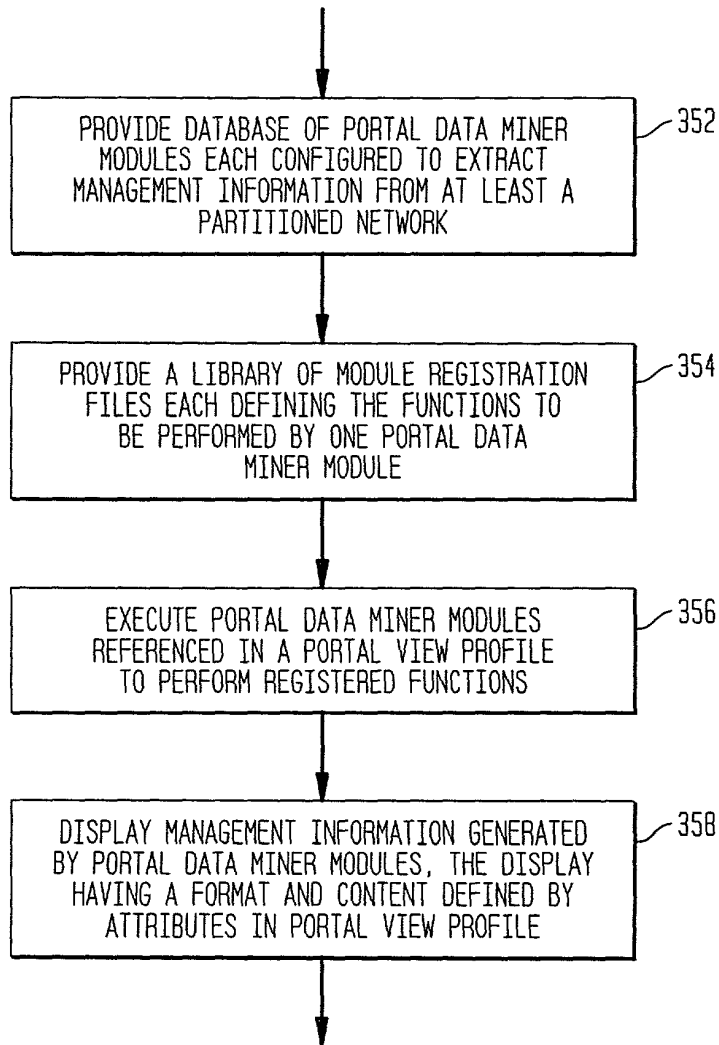 PROVIDE DATABASE OF PORTAL DATA MINER
MODULES EACH CONFIGURED TO EXTRACT
MANAGEMENT INFORMATION FROM AT LEAST A
PARTITIONED NETWORK
352
PROVIDE A LIBRARY OF MODULE REGISTRATION
FILES EACH DEFINING THE FUNCTIONS TO
BE PERFORMED BY ONE PORTAL DATA
MINER MODULE
354
EXECUTE PORTAL DATA MINER MODULES
REFERENCED IN A PORTAL VIEW PROFILE
TO PERFORM REGISTERED FUNCTIONS
356
DISPLAY MANAGEMENT INFORMATION GENERATED
BY PORTAL DATA MINER MODULES, THE DISPLAY
HAVING A FORMAT AND CONTENT DEFINED BY
ATTRIBUTES IN PORTAL VIEW PROFILE
358